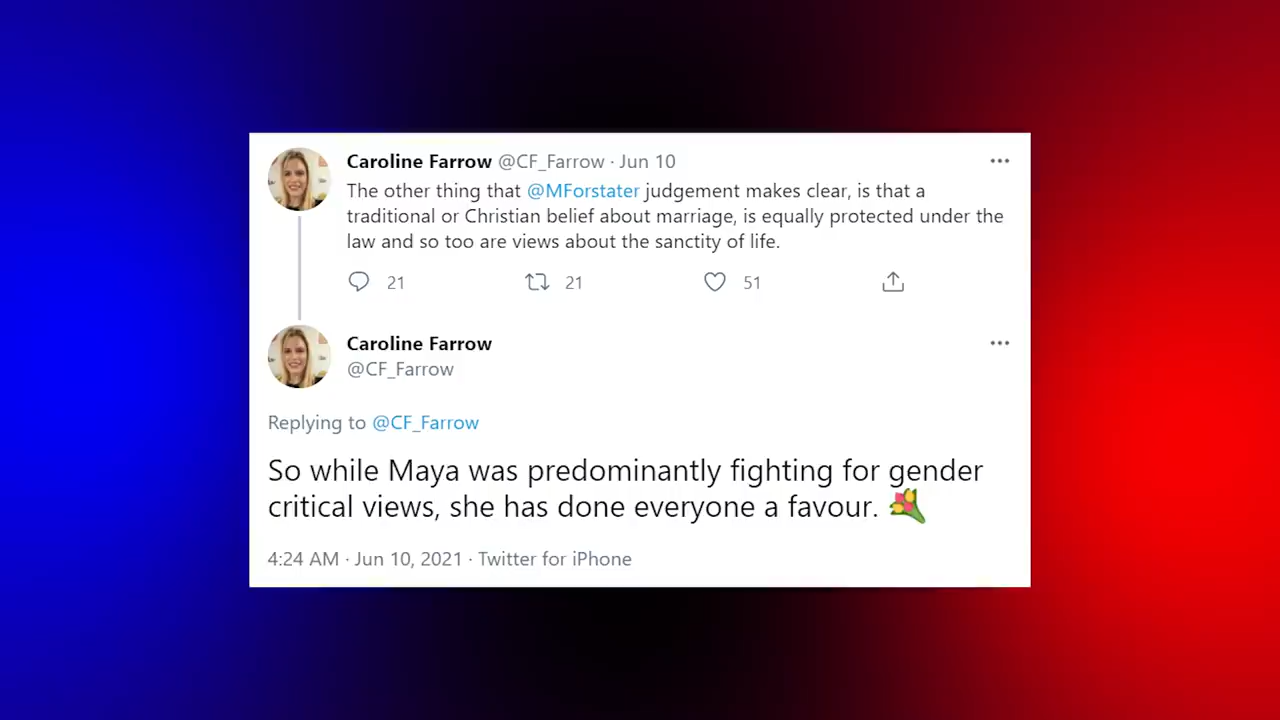 Caroline Farrow @CF_Farrow · Jun 10
The other thing that @MForstater judgement makes clear, is that a
traditional or Christian belief about marriage, is equally protected under the
law and so too are views about the sanctity of life.
21 21 51
Caroline Farrow
@CF_Farrow
Replying to @CF_Farrow
So while Maya was predominantly fighting for gender
critical views, she has done everyone a favour. 💐
4:24 AM · Jun 10, 2021 · Twitter for iPhone